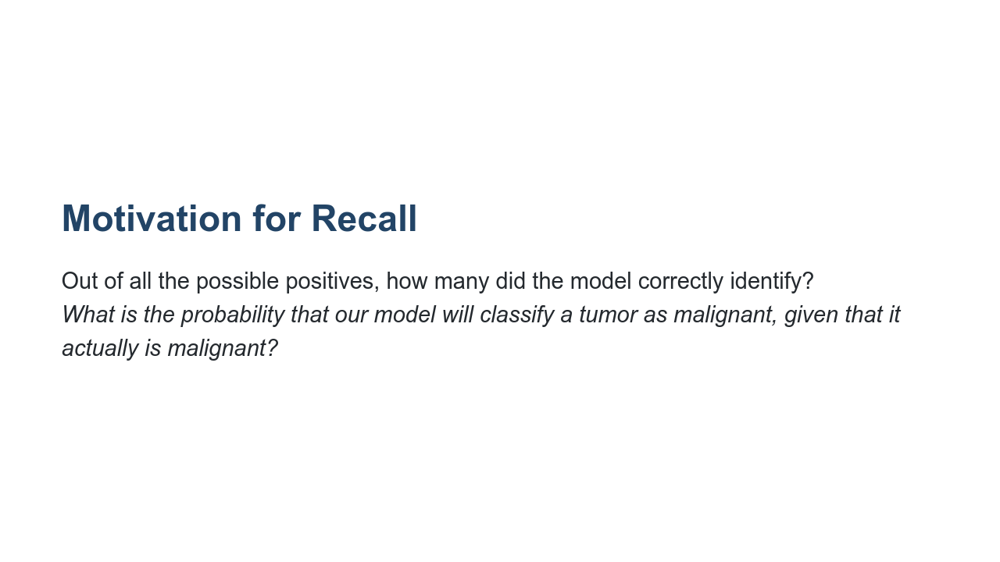 Motivation for Recall
Out of all the possible positives, how many did the model correctly identify?
What is the probability that our model will classify a tumor as malignant, given that it
actually is malignant?